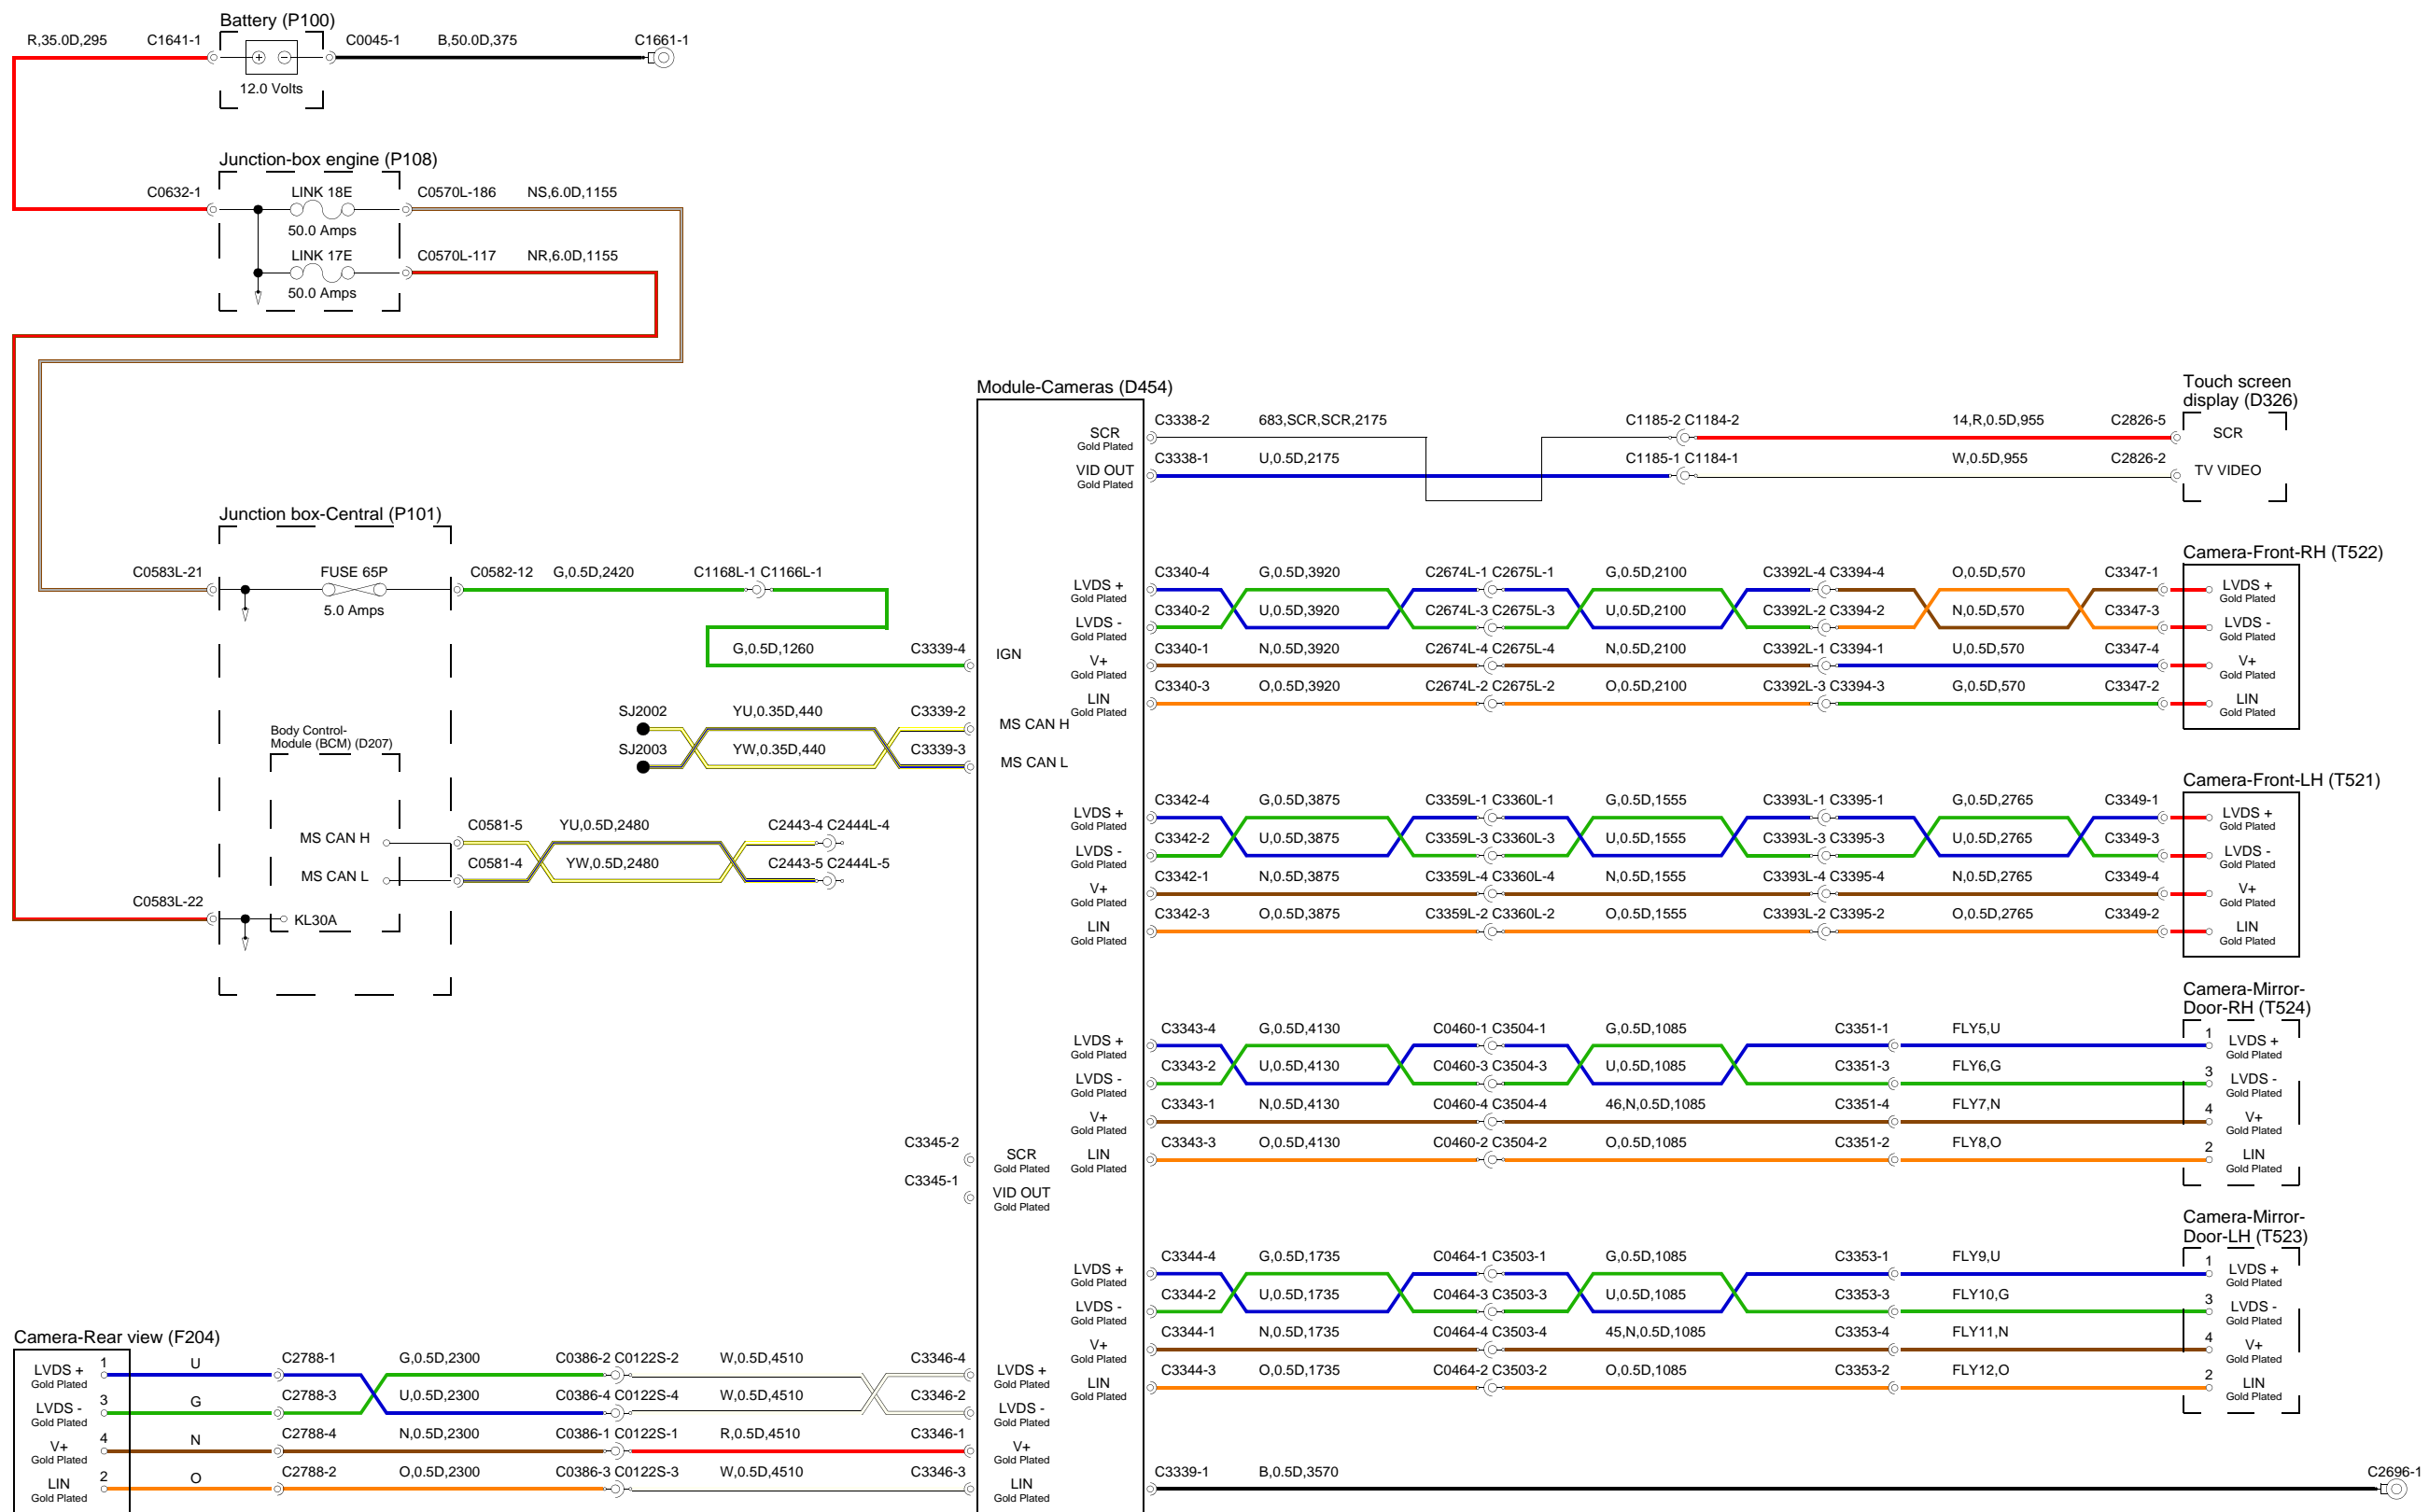 Battery (P100)
R,35.0D,295 C1641-1 C0045-1 B,50.0D,375 C1661-1
12.0 Volts
Junction-box engine (P108)
C0632-1 LINK 18E C0570L-186 NS,6.0D,1155
50.0 Amps
LINK 17E C0570L-117 NR,6.0D,1155
50.0 Amps
Module-Cameras (D454)
Touch screen
display (D326)
SCR
Gold Plated
C3338-2 683,SCR,SCR,2175 C1185-2 C1184-2 14,R,0.5D,955 C2826-5
SCR
VID OUT
Gold Plated
C3338-1 U,0.5D,2175 C1185-1 C1184-1 W,0.5D,955 C2826-2
TV VIDEO
Junction box-Central (P101)
C0583L-21 FUSE 65P C0582-12 G,0.5D,2420 C1168L-1 C1166L-1
5.0 Amps
G,0.5D,1260 C3339-4 IGN
SJ2002 YU,0.35D,440 C3339-2 MS CAN H
SJ2003 YW,0.35D,440 C3339-3 MS CAN L
Body Control-
Module (BCM) (D207)
MS CAN H C0581-5 YU,0.5D,2480 C2443-4 C2444L-4
MS CAN L C0581-4 YW,0.5D,2480 C2443-5 C2444L-5
C0583L-22 KL30A
Camera-Front-RH (T522)
LVDS +
Gold Plated
C3340-4 G,0.5D,3920 C2674L-1 C2675L-1 G,0.5D,2100 C3392L-4 C3394-4 O,0.5D,570 C3347-1
LVDS +
Gold Plated
LVDS -
Gold Plated
C3340-2 U,0.5D,3920 C2674L-3 C2675L-3 U,0.5D,2100 C3392L-2 C3394-2 N,0.5D,570 C3347-3
LVDS -
Gold Plated
V+
Gold Plated
C3340-1 N,0.5D,3920 C2674L-4 C2675L-4 N,0.5D,2100 C3392L-1 C3394-1 U,0.5D,570 C3347-4
V+
Gold Plated
LIN
Gold Plated
C3340-3 O,0.5D,3920 C2674L-2 C2675L-2 O,0.5D,2100 C3392L-3 C3394-3 G,0.5D,570 C3347-2
LIN
Gold Plated
Camera-Front-LH (T521)
LVDS +
Gold Plated
C3342-4 G,0.5D,3875 C3359L-1 C3360L-1 G,0.5D,1555 C3393L-1 C3395-1 G,0.5D,2765 C3349-1
LVDS +
Gold Plated
LVDS -
Gold Plated
C3342-2 U,0.5D,3875 C3359L-3 C3360L-3 U,0.5D,1555 C3393L-3 C3395-3 U,0.5D,2765 C3349-3
LVDS -
Gold Plated
V+
Gold Plated
C3342-1 N,0.5D,3875 C3359L-4 C3360L-4 N,0.5D,1555 C3393L-4 C3395-4 N,0.5D,2765 C3349-4
V+
Gold Plated
LIN
Gold Plated
C3342-3 O,0.5D,3875 C3359L-2 C3360L-2 O,0.5D,1555 C3393L-2 C3395-2 O,0.5D,2765 C3349-2
LIN
Gold Plated
Camera-Mirror-
Door-RH (T524)
LVDS +
Gold Plated
C3343-4 G,0.5D,4130 C0460-1 C3504-1 G,0.5D,1085 C3351-1 FLY5,U 1
LVDS +
Gold Plated
LVDS -
Gold Plated
C3343-2 U,0.5D,4130 C0460-3 C3504-3 U,0.5D,1085 C3351-3 FLY6,G 3
LVDS -
Gold Plated
V+
Gold Plated
C3343-1 N,0.5D,4130 C0460-4 C3504-4 46,N,0.5D,1085 C3351-4 FLY7,N 4
V+
Gold Plated
LIN
Gold Plated
C3343-3 O,0.5D,4130 C0460-2 C3504-2 O,0.5D,1085 C3351-2 FLY8,O 2
LIN
Gold Plated
C3345-2 SCR
Gold Plated
C3345-1 VID OUT
Gold Plated
Camera-Mirror-
Door-LH (T523)
LVDS +
Gold Plated
C3344-4 G,0.5D,1735 C0464-1 C3503-1 G,0.5D,1085 C3353-1 FLY9,U 1
LVDS +
Gold Plated
LVDS -
Gold Plated
C3344-2 U,0.5D,1735 C0464-3 C3503-3 U,0.5D,1085 C3353-3 FLY10,G 3
LVDS -
Gold Plated
V+
Gold Plated
C3344-1 N,0.5D,1735 C0464-4 C3503-4 45,N,0.5D,1085 C3353-4 FLY11,N 4
V+
Gold Plated
LIN
Gold Plated
C3344-3 O,0.5D,1735 C0464-2 C3503-2 O,0.5D,1085 C3353-2 FLY12,O 2
LIN
Gold Plated
Camera-Rear view (F204)
LVDS +
Gold Plated
1 U C2788-1 G,0.5D,2300 C0386-2 C0122S-2 W,0.5D,4510 C3346-4
LVDS +
Gold Plated
LVDS -
Gold Plated
3 G C2788-3 U,0.5D,2300 C0386-4 C0122S-4 W,0.5D,4510 C3346-2
LVDS -
Gold Plated
V+
Gold Plated
4 N C2788-4 N,0.5D,2300 C0386-1 C0122S-1 R,0.5D,4510 C3346-1
V+
Gold Plated
LIN
Gold Plated
2 O C2788-2 O,0.5D,2300 C0386-3 C0122S-3 W,0.5D,4510 C3346-3
LIN
Gold Plated
C3339-1 B,0.5D,3570 C2696-1